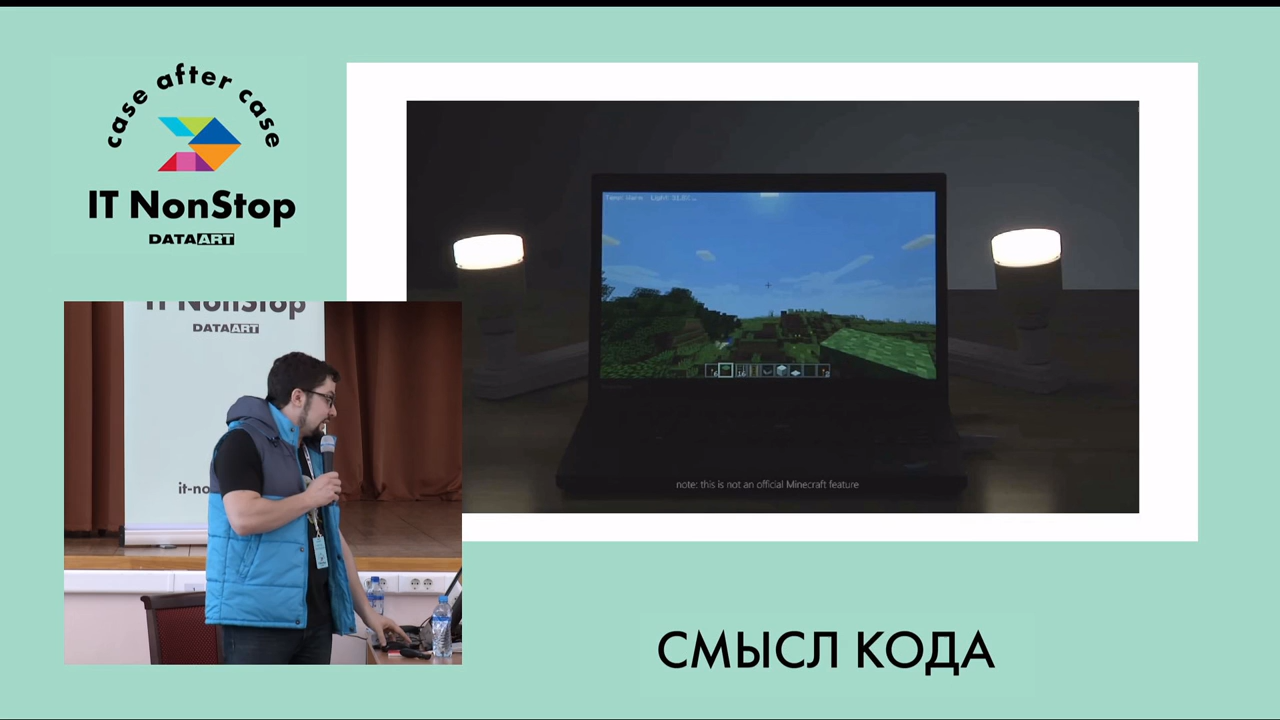 case after case
IT NonStop
DATAART
IT NonStop
DATAART
it-no
note: this is not an official Minecraft feature
СМЫСЛ КОДА